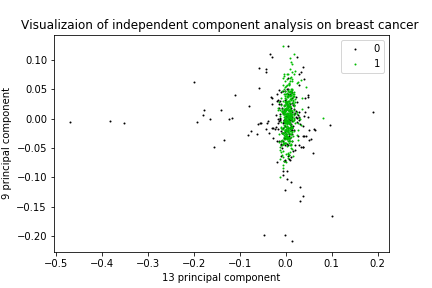 Visualizaion of independent component analysis on breast cancer
0
1
0.10
0.05
0.00
−0.05
−0.10
−0.15
−0.20
9 principal component
−0.5 −0.4 −0.3 −0.2 −0.1 0.0 0.1 0.2
13 principal component